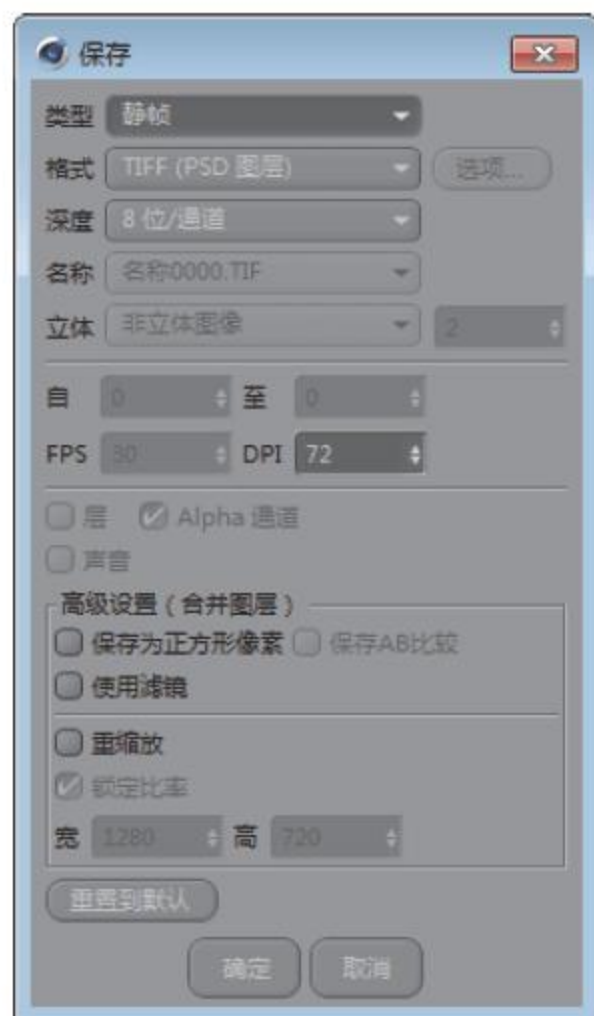 保存
类型 静帧
格式 TIFF (PSD 图层) 选项...
深度 8 位/通道
名称 名称0000.TIF
立体 非立体图像 2
自 0 至 0
FPS 30 DPI 72
层 Alpha 通道
声音
高级设置 ( 合并图层 )
保存为正方形像素 保存AB比较
使用滤镜
重缩放
锁定比率
宽 1280 高 720
重置到默认
确定 取消